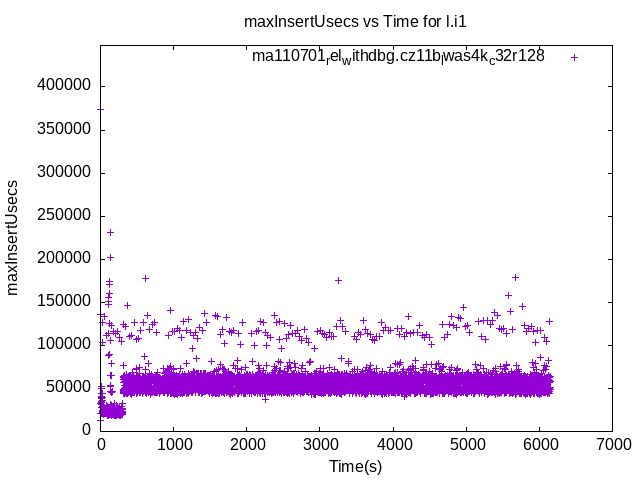 maxInsertUsecs vs Time for l.i1
ma110701_rel_withdbg.cz11b_lwas4k_c32r128
maxInsertUsecs
400000
350000
300000
250000
200000
150000
100000
50000
0
0 1000 2000 3000 4000 5000 6000 7000
Time(s)